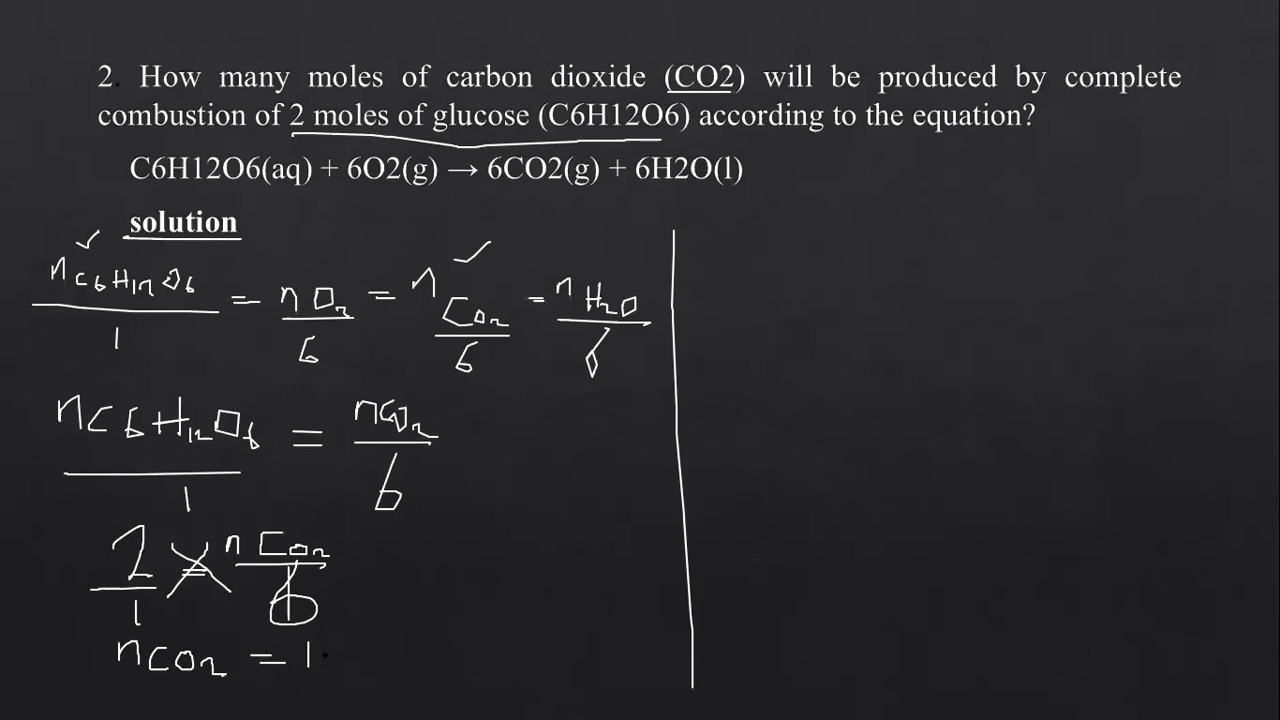 2. How many moles of carbon dioxide (CO2) will be produced by complete
combustion of 2 moles of glucose (C6H12O6) according to the equation?
C6H12O6(aq) + 6O2(g) → 6CO2(g) + 6H2O(l)
solution
nC6H12O6/1 = nO2/6 = nCO2/6 = nH2O/6
nC6H12O6/1 = nCO2/6
2/1 = nCO2/6
nCO2 = 1